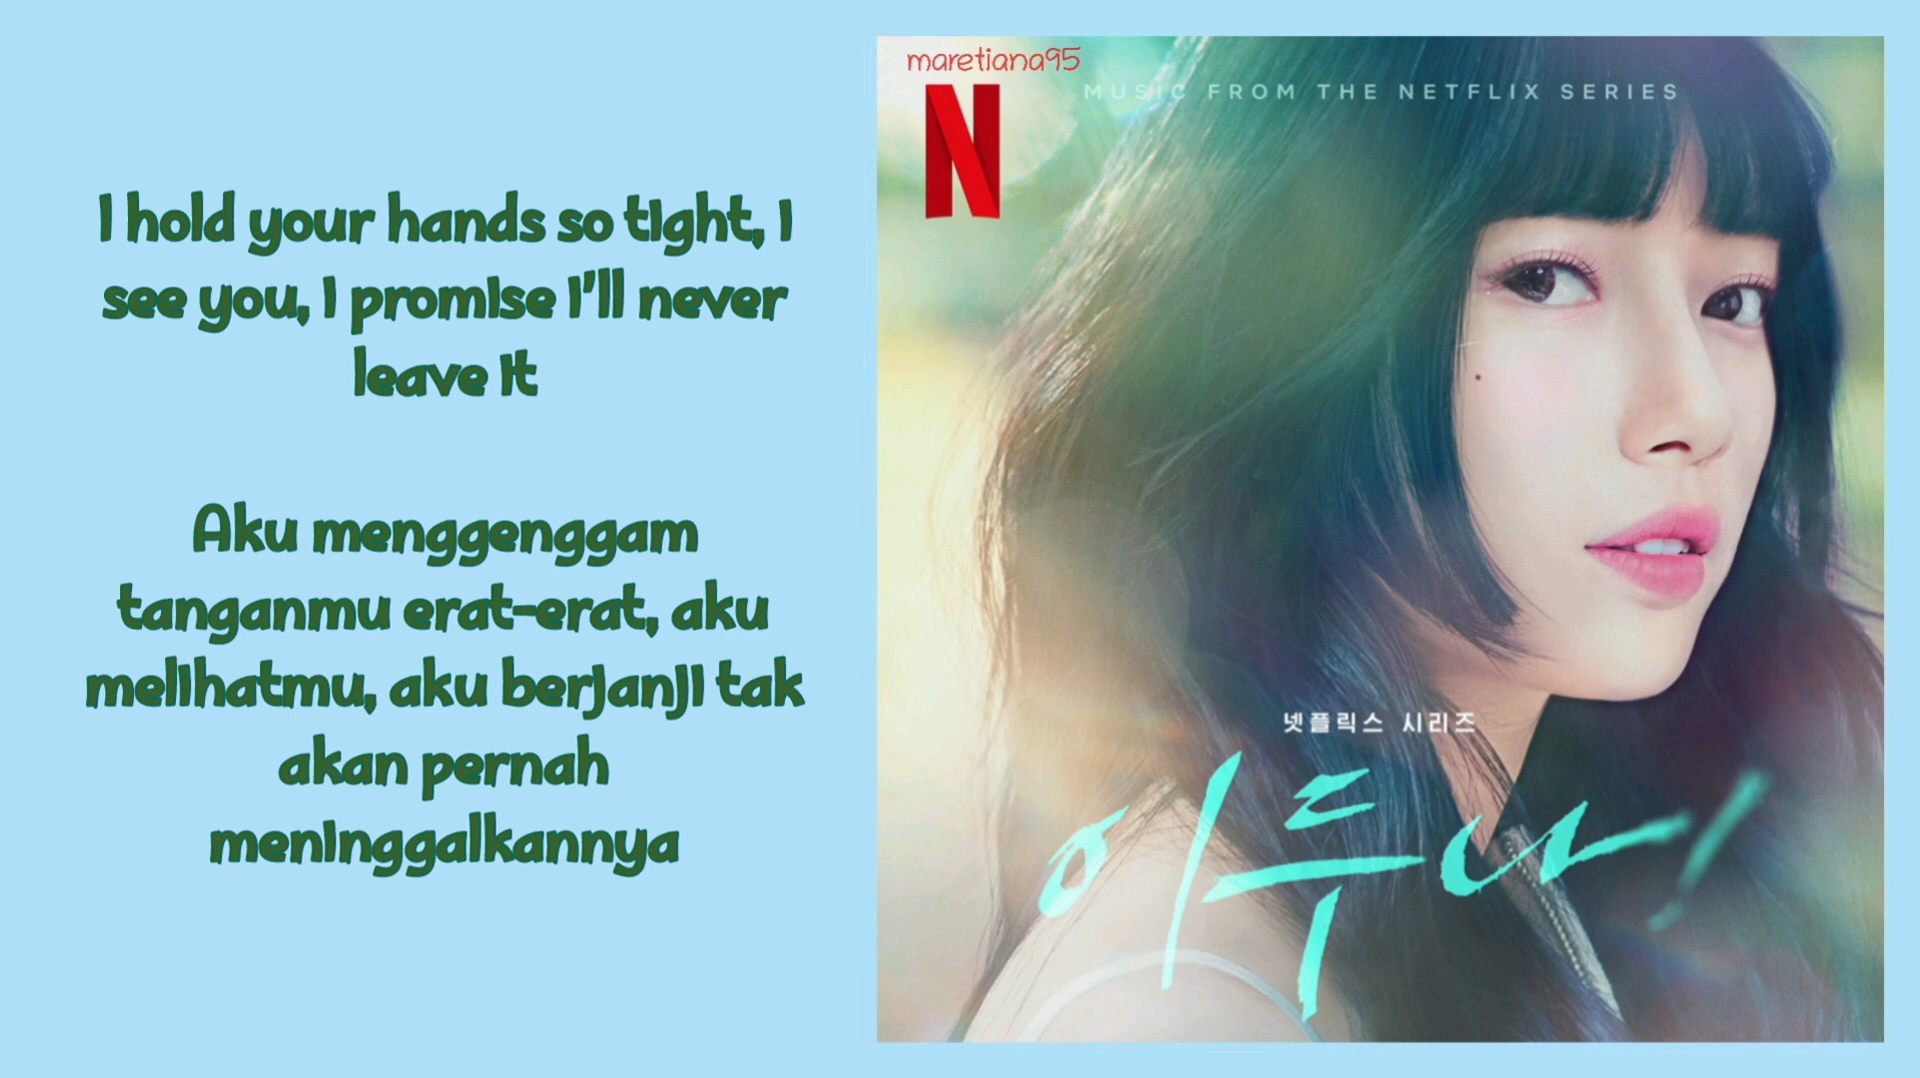 I hold your hands so tight, I
see you, I promise I'll never
leave it
Aku menggenggam
tanganmu erat-erat, aku
melihatmu, aku berjanji tak
akan pernah
meninggalkannya
maretiana95
MUSIC FROM THE NETFLIX SERIES
N
넷플릭스 시리즈
이두나!